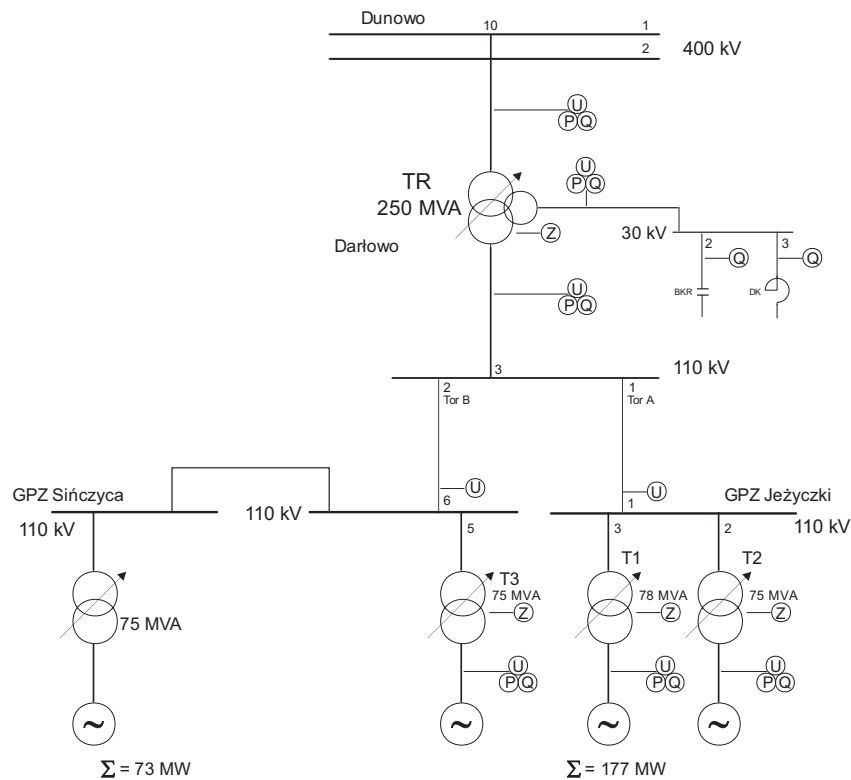 Dunowo
10
1
2
400 kV
U
P Q
TR
250 MVA
U
P Q
Z
Darłowo
30 kV
2
3
Q
Q
BKR
DK
U
P Q
3
110 kV
2
Tor B
1
Tor A
U
U
GPZ Sińczyca
6
1
GPZ Jeżyczki
110 kV
110 kV
110 kV
5
3
2
T3
T1
T2
75 MVA
75 MVA
78 MVA
75 MVA
Z
Z
Z
U
P Q
U
P Q
U
P Q
~
~
~
~
Σ = 73 MW
Σ = 177 MW